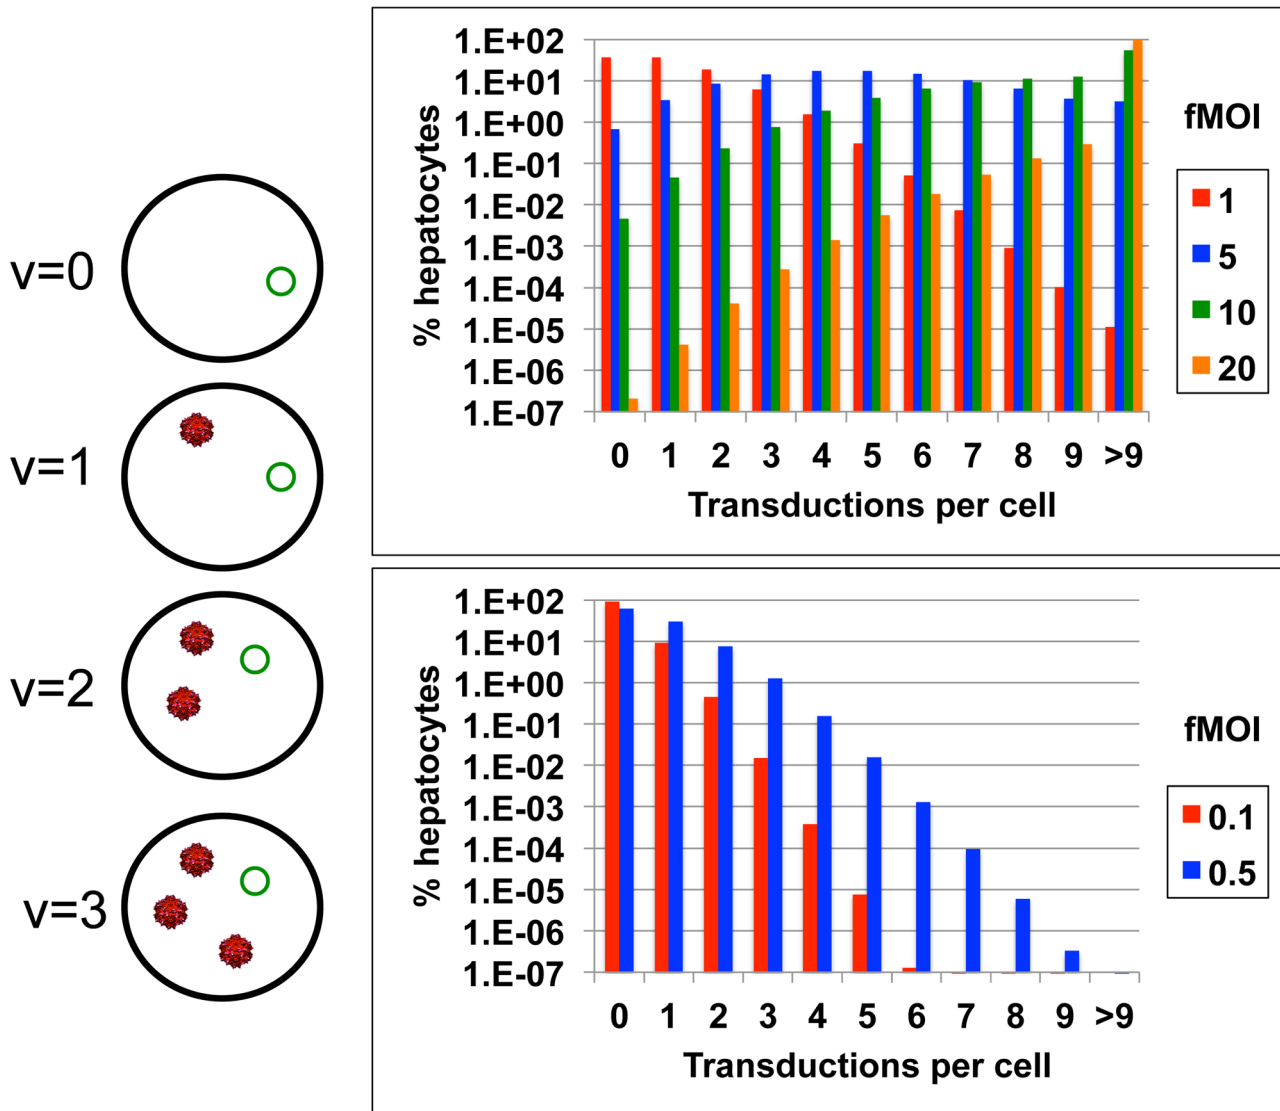 v=0
v=1
v=2
v=3
% hepatocytes
1.E+02
1.E+01
1.E+00
1.E-01
1.E-02
1.E-03
1.E-04
1.E-05
1.E-06
1.E-07
0 1 2 3 4 5 6 7 8 9 >9
Transductions per cell
fMOI
1
5
10
20
% hepatocytes
1.E+02
1.E+01
1.E+00
1.E-01
1.E-02
1.E-03
1.E-04
1.E-05
1.E-06
1.E-07
0 1 2 3 4 5 6 7 8 9 >9
Transductions per cell
fMOI
0.1
0.5